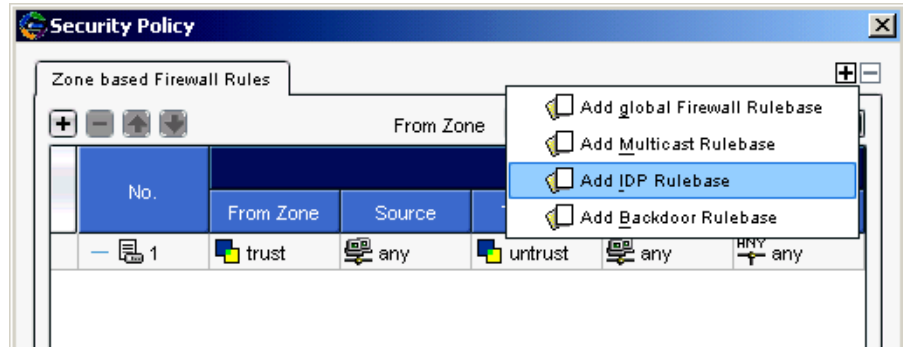 Security Policy
Zone based Firewall Rules
From Zone
Add global Firewall Rulebase
Add Multicast Rulebase
Add IDP Rulebase
Add Backdoor Rulebase
No.
From Zone Source
1 trust any untrust any ANY any